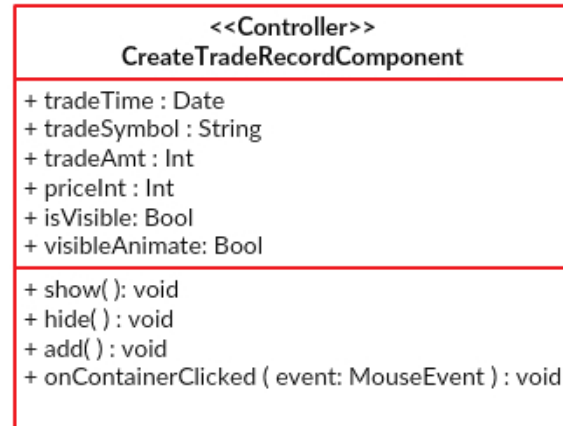 <<Controller>>
CreateTradeRecordComponent
+ tradeTime : Date
+ tradeSymbol : String
+ tradeAmt : Int
+ priceInt : Int
+ isVisible: Bool
+ visibleAnimate: Bool
+ show( ): void
+ hide( ) : void
+ add( ) : void
+ onContainerClicked ( event: MouseEvent ) : void